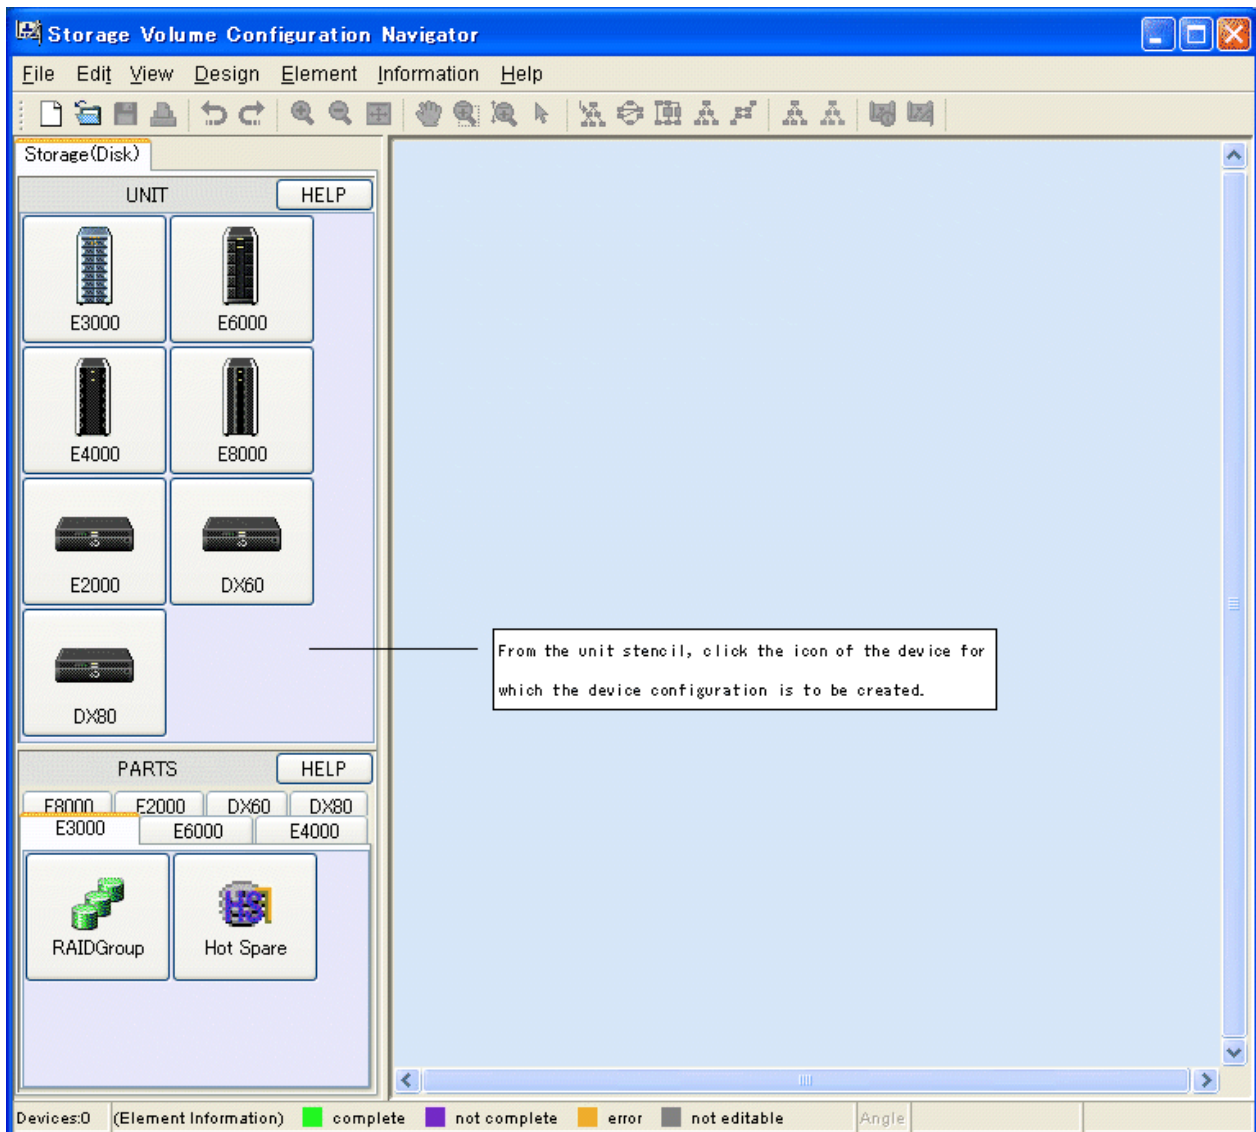 Storage Volume Configuration Navigator
File Edit View Design Element Information Help
Storage(Disk)
UNIT HELP
E3000 E6000
E4000 E8000
E2000 DX60
DX80
From the unit stencil, click the icon of the device for
which the device configuration is to be created.
PARTS HELP
E8000 E2000 DX60 DX80
E3000 E6000 E4000
HS
RAIDGroup Hot Spare
Devices:0 (Element Information) complete not complete error not editable Angle